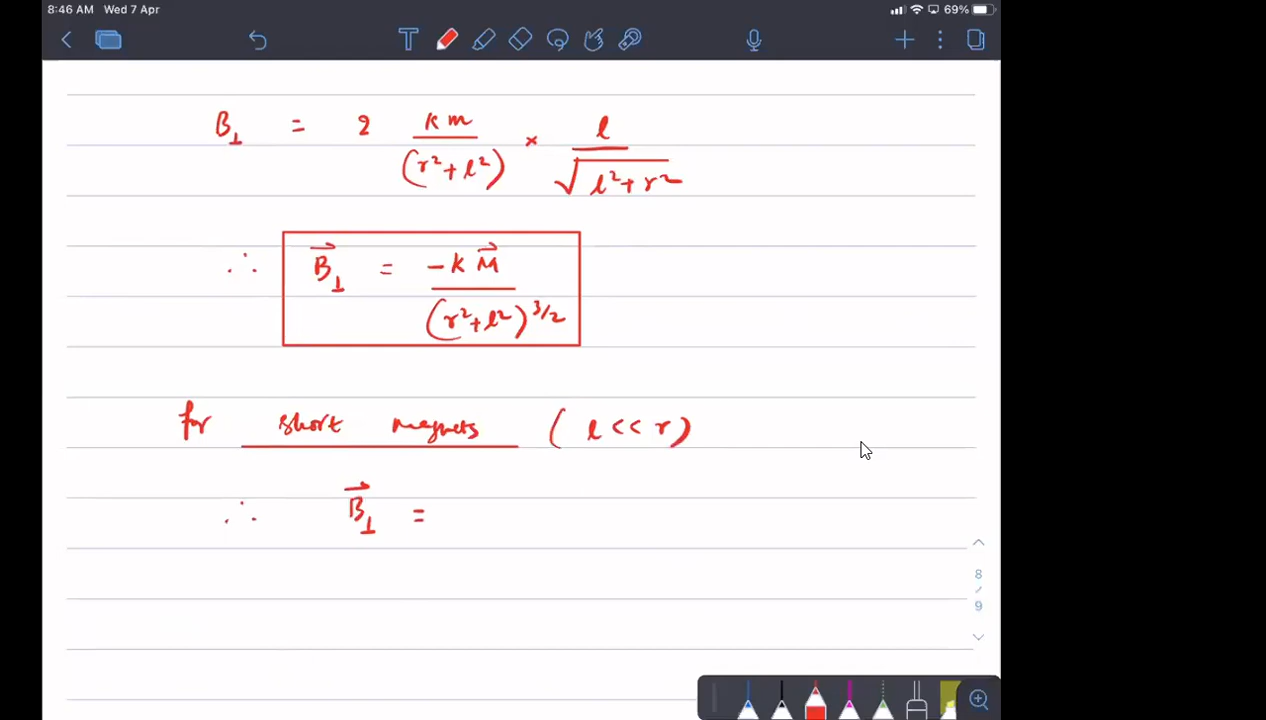 8:46 AM Wed 7 Apr 69%
T
B⊥ = 2 km/(r²+l²) × l/√(l²+r²)
∴ B⃗⊥ = -k M⃗/(r²+l²)^3/2
for short magnets (l << r)
∴ B⃗⊥ =
8
/
9